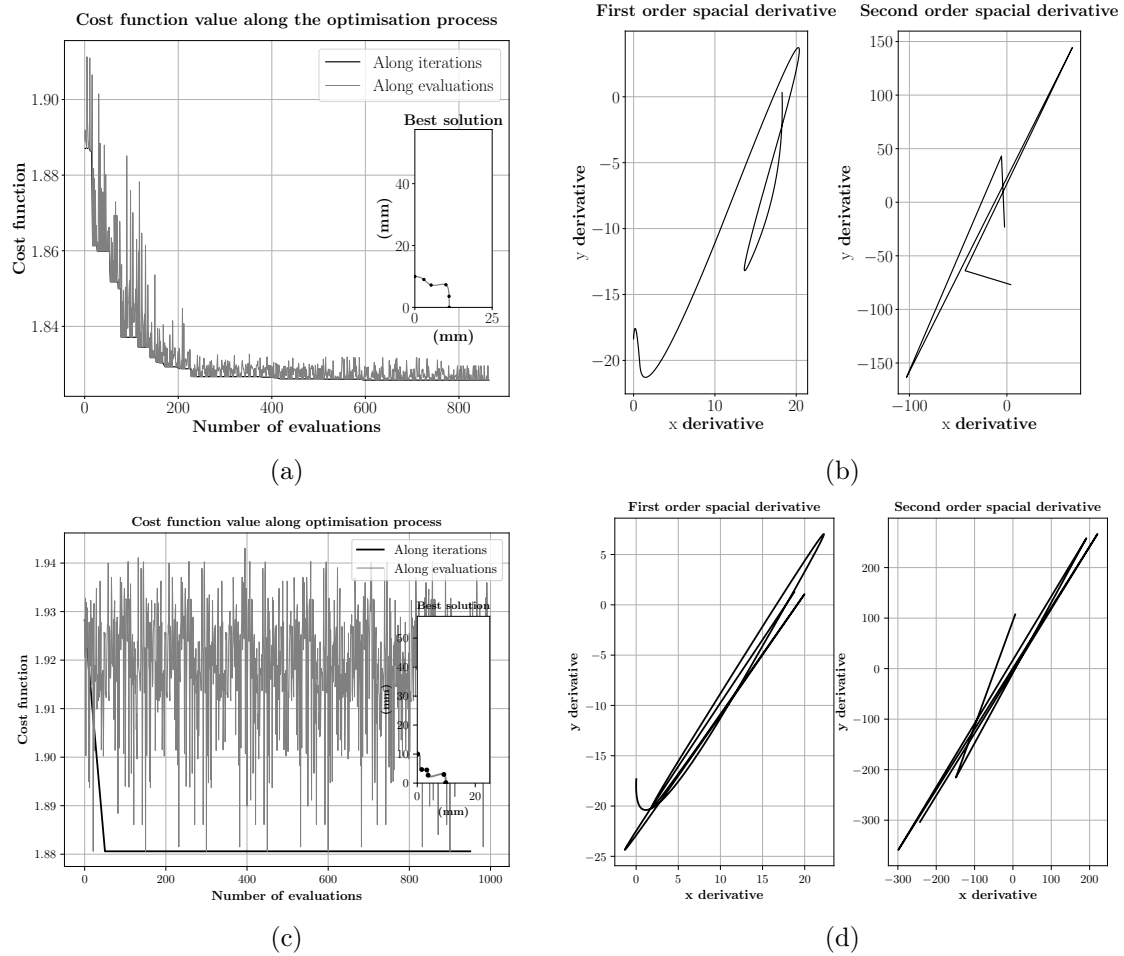 Cost function value along the optimisation process
Along iterations
Along evaluations
Best solution
Cost function
1.90
1.88
1.86
1.84
0
200
400
600
800
Number of evaluations
(mm)
40
20
0
0
25
(mm)
(a)
First order spacial derivative
y derivative
0
−5
−10
−15
−20
0
10
20
x derivative
Second order spacial derivative
y derivative
150
100
50
0
−50
−100
−150
−100
0
x derivative
(b)
Cost function value along optimisation process
Along iterations
Along evaluations
Best solution
Cost function
1.94
1.93
1.92
1.91
1.90
1.89
1.88
0
200
400
600
800
1000
Number of evaluations
(mm)
50
40
30
20
10
0
0
20
(mm)
(c)
First order spacial derivative
y derivative
5
0
−5
−10
−15
−20
−25
0
5
10
15
20
x derivative
Second order spacial derivative
y derivative
200
100
0
−100
−200
−300
−300
−200
−100
0
100
200
x derivative
(d)